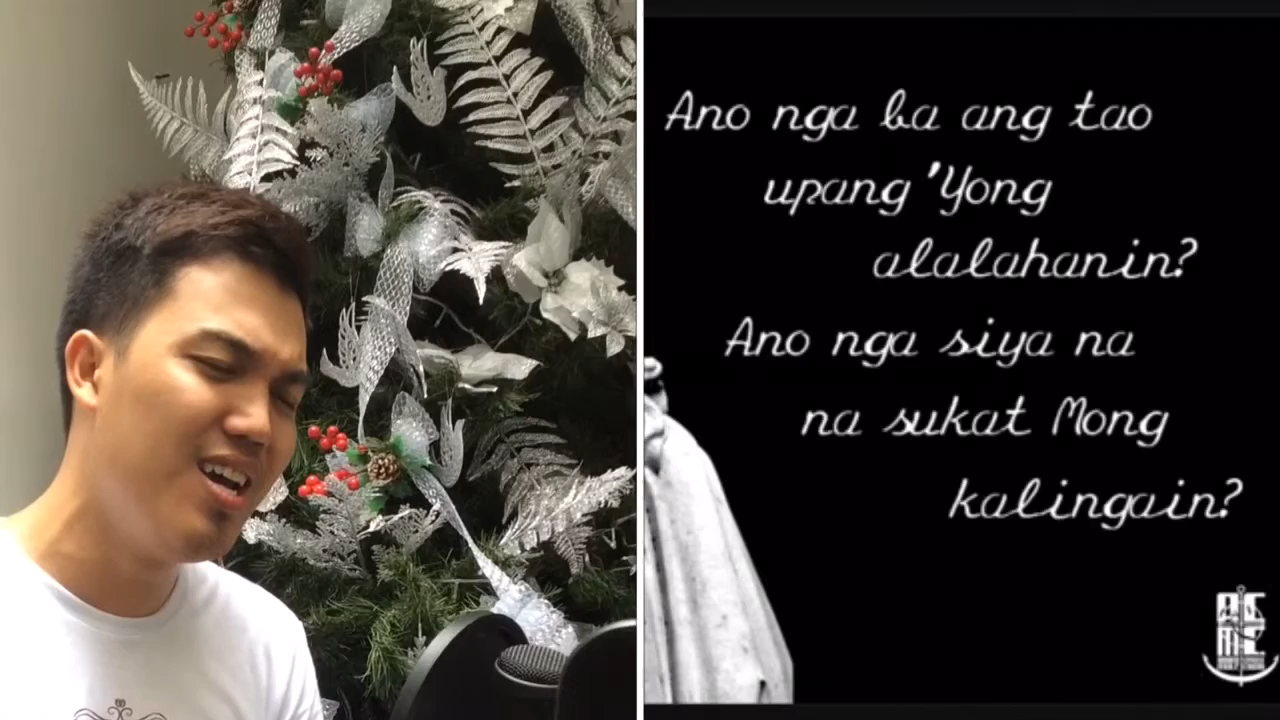 Ano nga ba ang tao
upang 'Yong
alalahanin?
Ano nga siya na
na sukat Mong
kalingain?